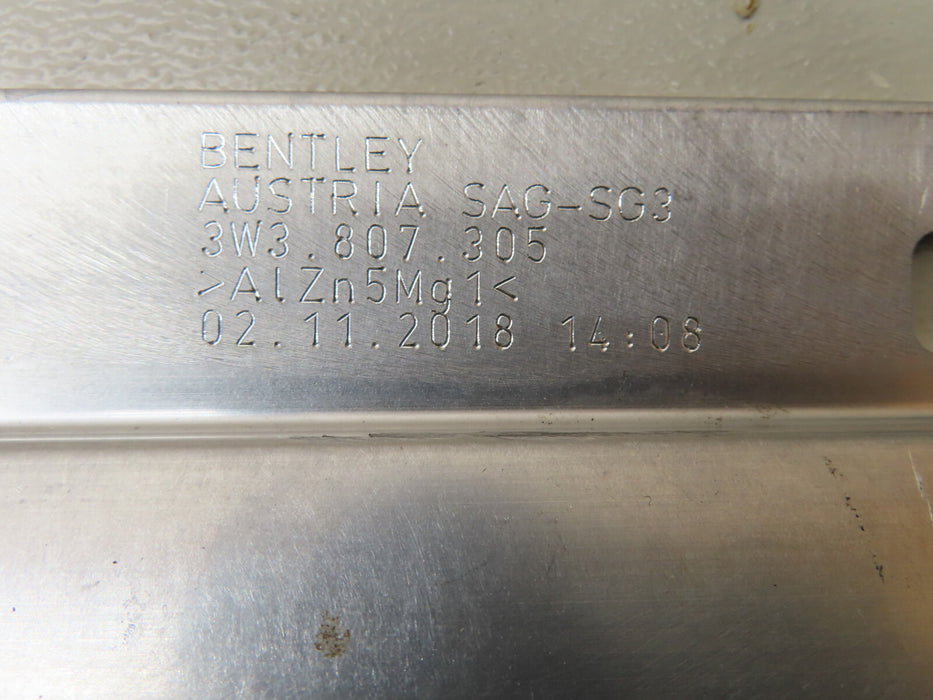 BENTLEY
AUSTRIA SAG-SG3
3W3.807.305
>AlZn5Mg1<
02.11.2018 14:08